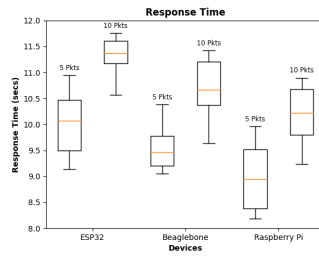 Response Time
12.0
11.5
11.0
10.5
10.0
9.5
9.0
8.5
8.0
Response Time (secs)
5 Pkts
10 Pkts
5 Pkts
10 Pkts
5 Pkts
10 Pkts
ESP32
Beaglebone
Raspberry Pi
Devices